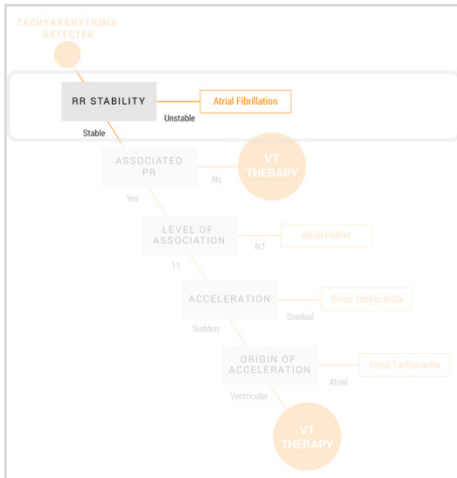 TACHYARRHYTHMIA
DETECTED
RR STABILITY
Atrial Fibrillation
Unstable
Stable
ASSOCIATED
PR
VT
THERAPY
No
Yes
LEVEL OF
ASSOCIATION
Atrial Flutter
N:1
1:1
ACCELERATION
Sinus Tachycardia
Gradual
Sudden
ORIGIN OF
ACCELERATION
Atrial Tachycardia
Atrial
Ventricular
VT
THERAPY